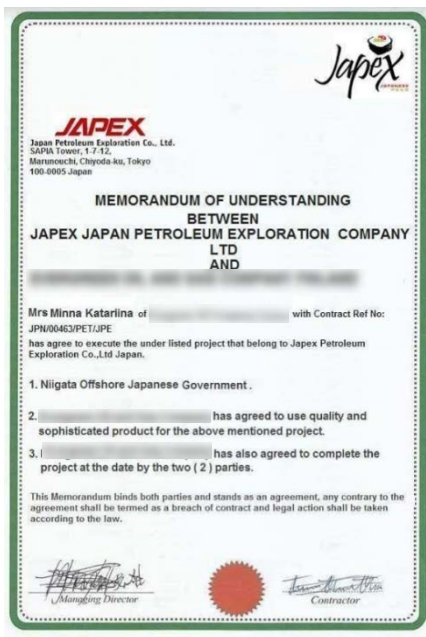 Japex
JAPANESE
FOOD
JAPEX
Japan Petroleum Exploration Co., Ltd.
SAPIA Tower, 1-7-12,
Marunouchi, Chiyoda-ku, Tokyo
100-0005 Japan
MEMORANDUM OF UNDERSTANDING
BETWEEN
JAPEX JAPAN PETROLEUM EXPLORATION COMPANY
LTD
AND
Mrs Minna Katariina of with Contract Ref No:
JPN/00463/PET/JPE
has agree to execute the under listed project that belong to Japex Petroleum
Exploration Co.,Ltd Japan.
1. Niigata Offshore Japanese Government .
2. has agreed to use quality and
sophisticated product for the above mentioned project.
3. has also agreed to complete the
project at the date by the two ( 2 ) parties.
This Memorandum binds both parties and stands as an agreement, any contrary to the
agreement shall be termed as a breach of contract and legal action shall be taken
according to the law.
Managing Director
Contractor